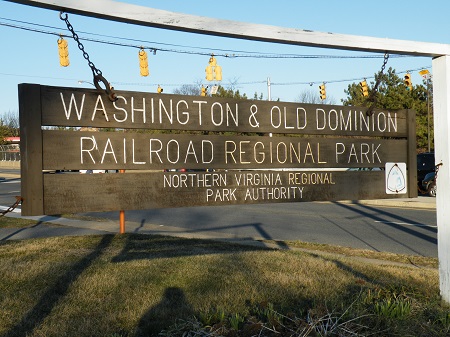 WASHINGTON & OLD DOMINION
RAILROAD REGIONAL PARK
NORTHERN VIRGINIA REGIONAL
PARK AUTHORITY